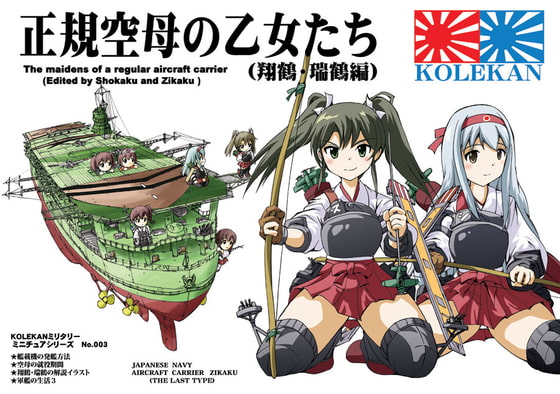 正規空母の乙女たち
The maidens of a regular aircraft carrier
(Edited by Shokaku and Zikaku )
(翔鶴・瑞鶴編)
KOLEKAN
KOLEKANミリタリー
ミニチュアシリーズ No.003
★艦載機の発艦方法
★空母の就役期間
★翔鶴・瑞鶴の解説イラスト
★軍艦の生活３
JAPANESE NAVY
AIRCRAFT CARRIER ZIKAKU
(THE LAST TYPE)